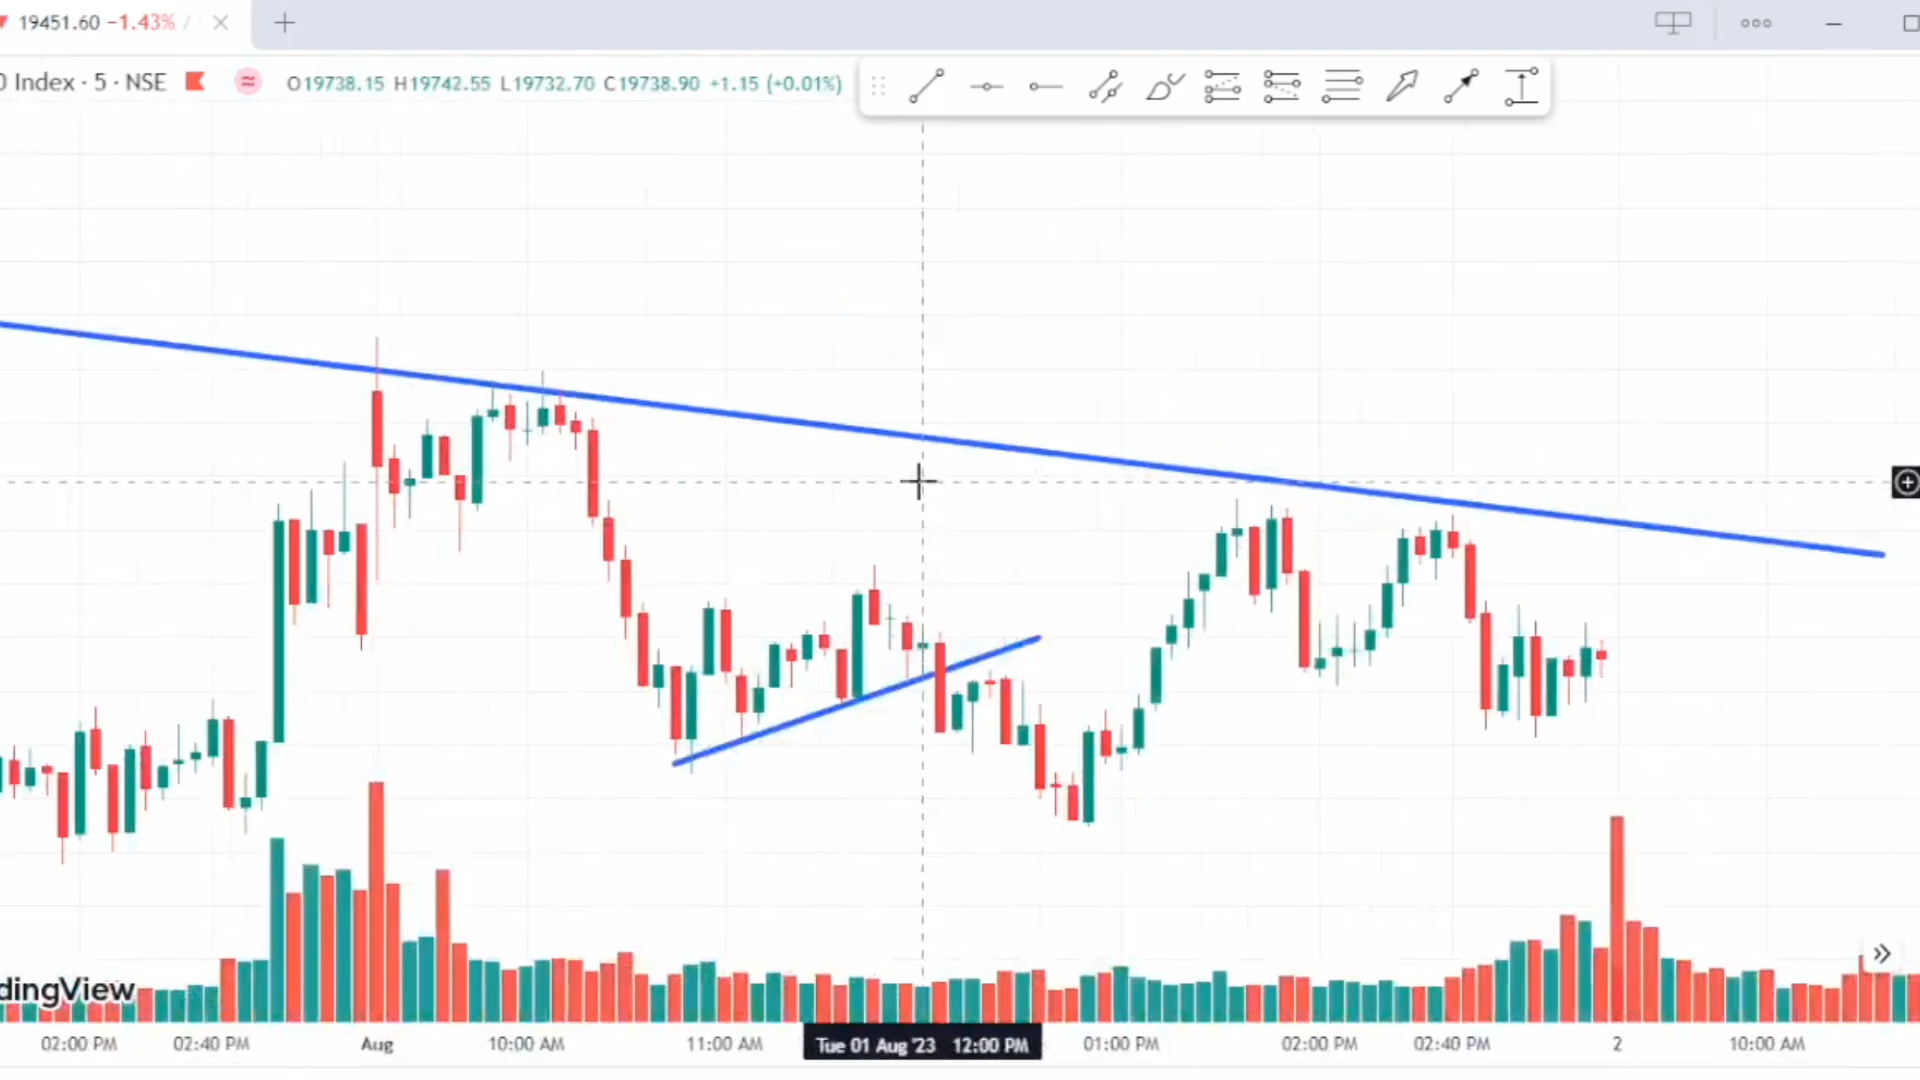 19451.60 −1.43% /
Index · 5 · NSE O19738.15 H19742.55 L19732.70 C19738.90 +1.15 (+0.01%)
dingView
02:00 PM 02:40 PM Aug 10:00 AM 11:00 AM Tue 01 Aug '23 12:00 PM 01:00 PM 02:00 PM 02:40 PM 2 10:00 AM